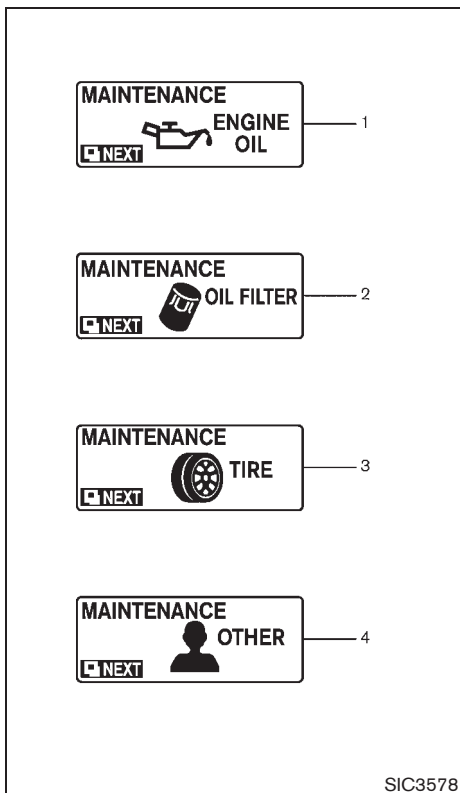 MAINTENANCE
ENGINE
OIL
NEXT
1
MAINTENANCE
OIL FILTER
NEXT
2
MAINTENANCE
TIRE
NEXT
3
MAINTENANCE
OTHER
NEXT
4
SIC3578